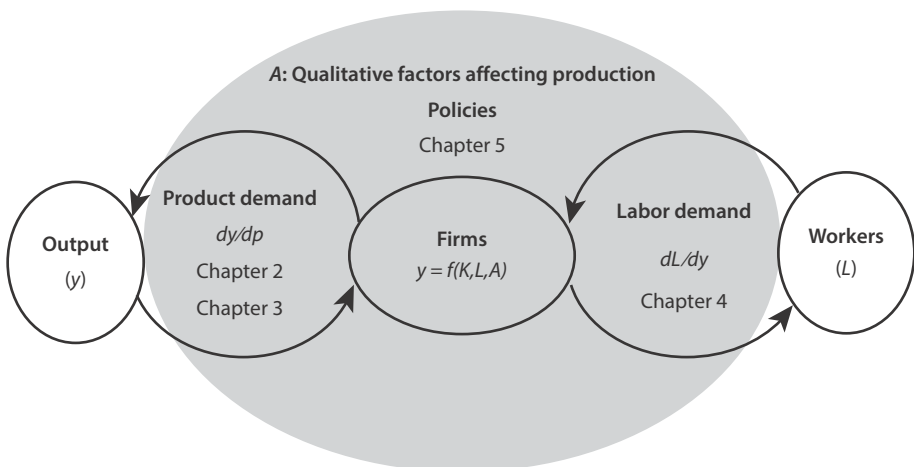 A: Qualitative factors affecting production
Policies
Chapter 5
Product demand
dy/dp
Chapter 2
Chapter 3
Output
(y)
Firms
y = f(K,L,A)
Labor demand
dL/dy
Chapter 4
Workers
(L)